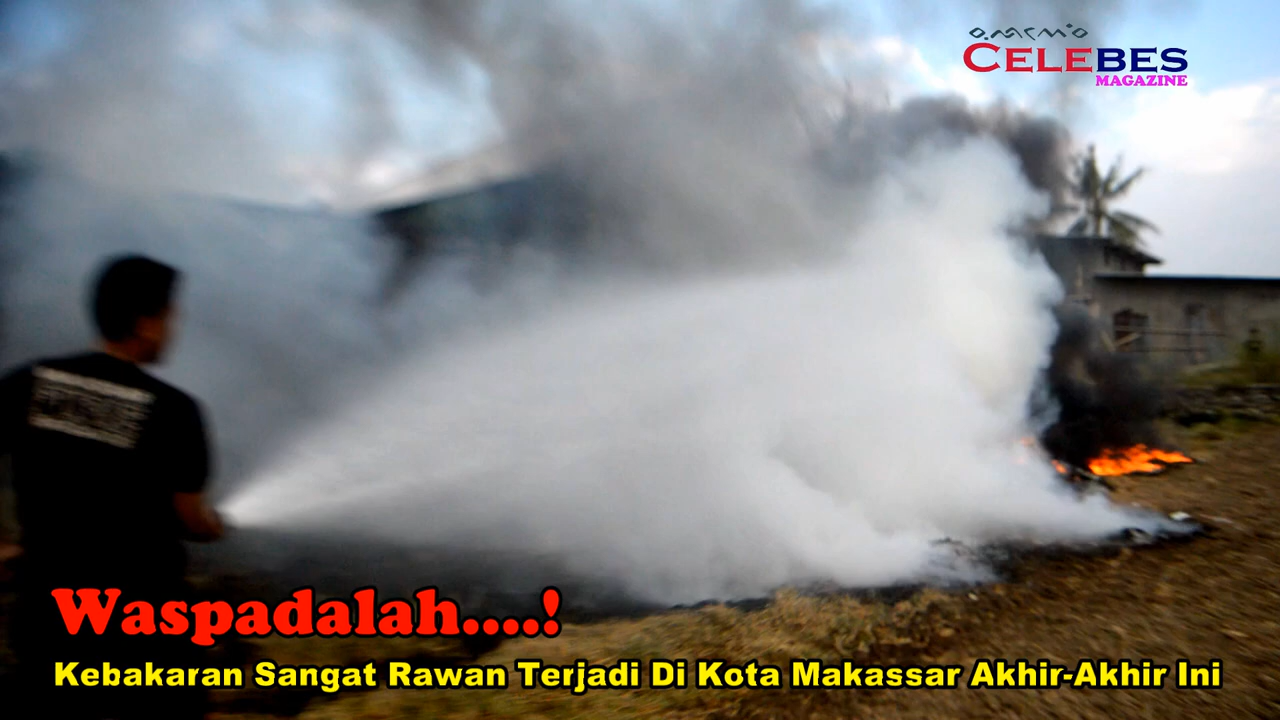 CELEBES
MAGAZINE
Waspadalah....!
Kebakaran Sangat Rawan Terjadi Di Kota Makassar Akhir-Akhir Ini